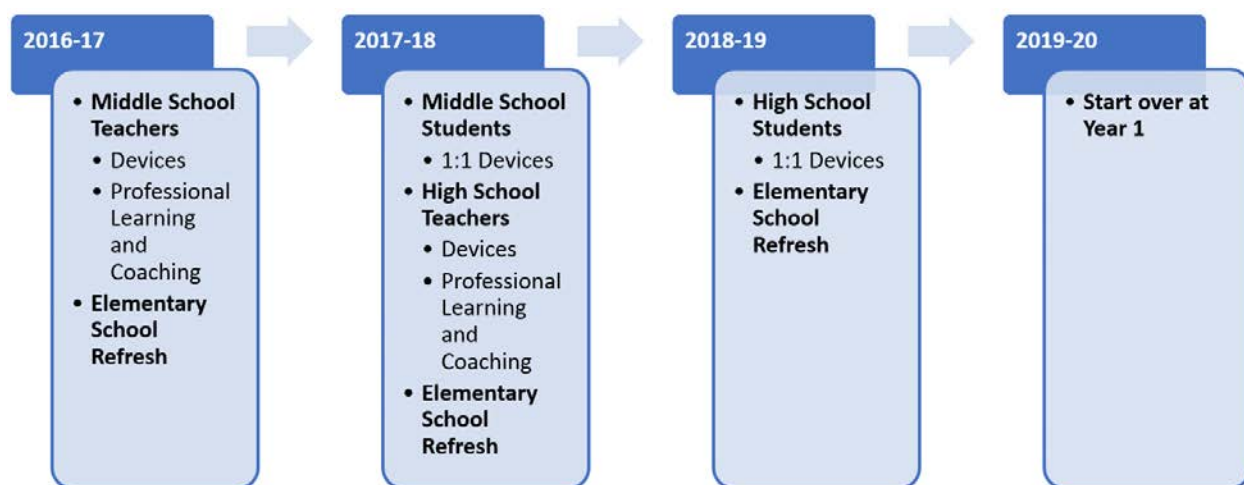 2016-17
• Middle School
Teachers
• Devices
• Professional
Learning
and
Coaching
• Elementary
School
Refresh
2017-18
• Middle School
Students
• 1:1 Devices
• High School
Teachers
• Devices
• Professional
Learning
and
Coaching
• Elementary
School
Refresh
2018-19
• High School
Students
• 1:1 Devices
• Elementary
School
Refresh
2019-20
• Start over at
Year 1